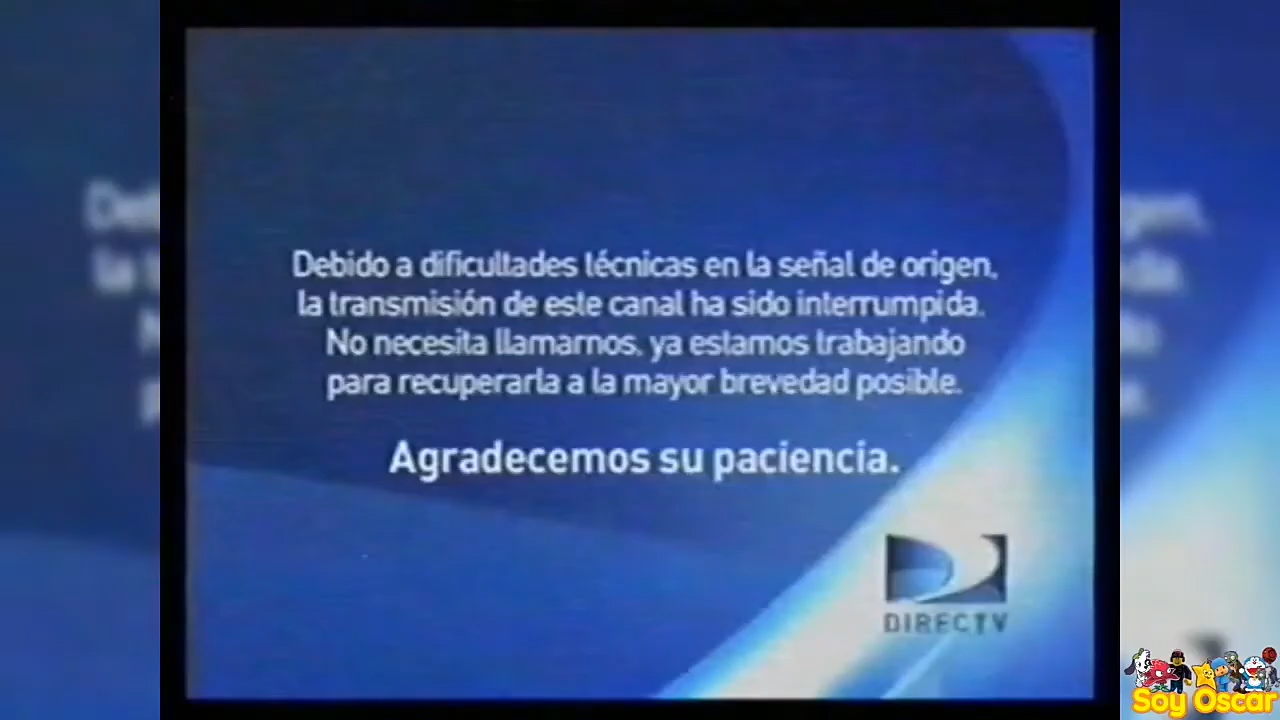 Debido a dificultades técnicas en la señal de origen,
la transmisión de este canal ha sido interrumpida.
No necesita llamarnos, ya estamos trabajando
para recuperarla a la mayor brevedad posible.
Agradecemos su paciencia.
DIRECTV
Soy Oscar